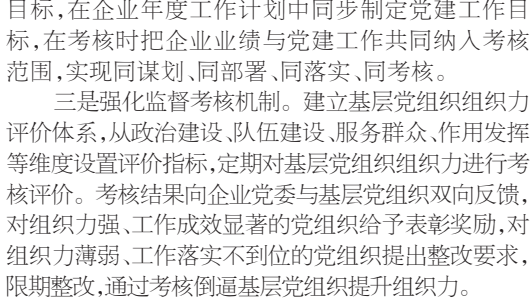 目标,在企业年度工作计划中同步制定党建工作目
标,在考核时把企业业绩与党建工作共同纳入考核
范围,实现同谋划、同部署、同落实、同考核。
三是强化监督考核机制。建立基层党组织组织力
评价体系,从政治建设、队伍建设、服务群众、作用发挥
等维度设置评价指标,定期对基层党组织组织力进行考
核评价。考核结果向企业党委与基层党组织双向反馈,
对组织力强、工作成效显著的党组织给予表彰奖励,对
组织力薄弱、工作落实不到位的党组织提出整改要求,
限期整改,通过考核倒逼基层党组织提升组织力。